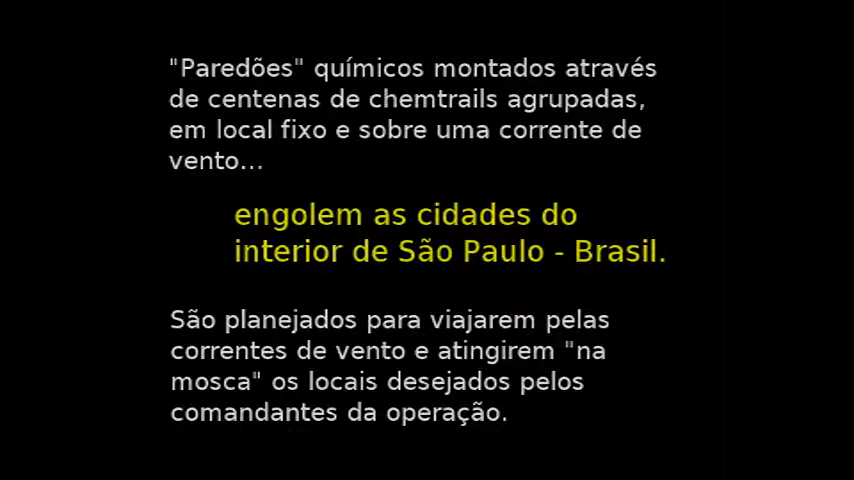 "Paredões" químicos montados através
de centenas de chemtrails agrupadas,
em local fixo e sobre uma corrente de
vento...
engolem as cidades do
interior de São Paulo - Brasil.
São planejados para viajarem pelas
correntes de vento e atingirem "na
mosca" os locais desejados pelos
comandantes da operação.